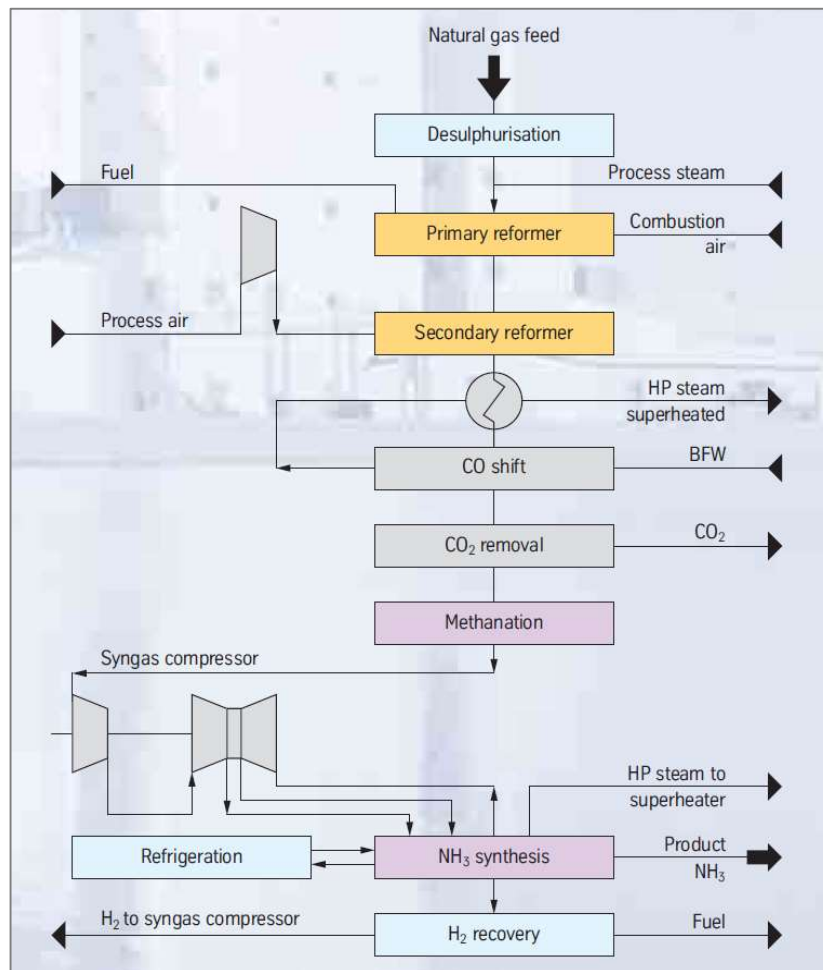 Natural gas feed
Desulphurisation
Fuel
Process steam
Primary reformer
Combustion
air
Process air
Secondary reformer
HP steam
superheated
CO shift
BFW
CO₂ removal
CO₂
Methanation
Syngas compressor
HP steam to
superheater
Refrigeration
NH₃ synthesis
Product
NH₃
H₂ to syngas compressor
H₂ recovery
Fuel